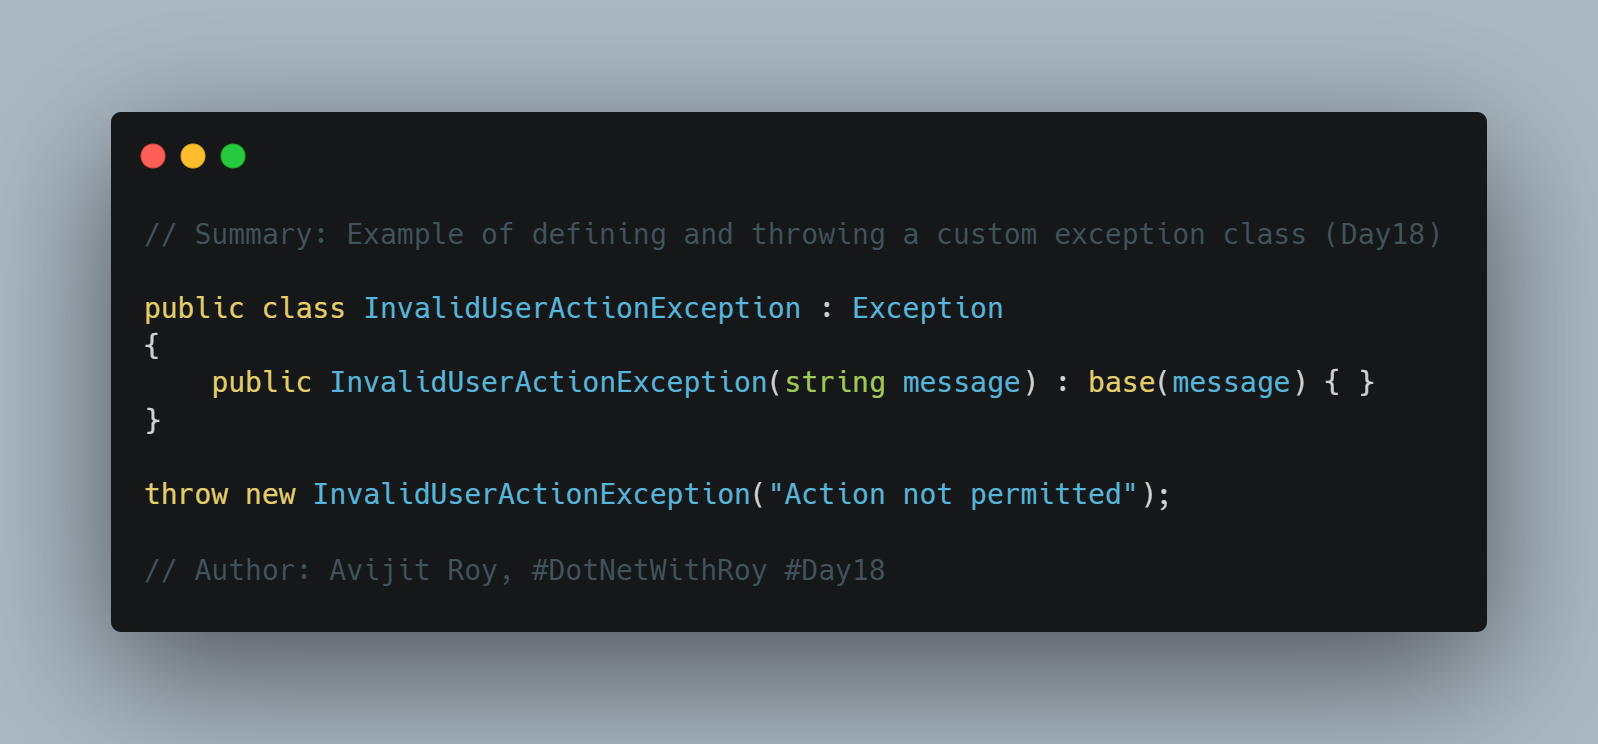 // Summary: Example of defining and throwing a custom exception class (Day18)
public class InvalidUserActionException : Exception
{
    public InvalidUserActionException(string message) : base(message) { }
}
throw new InvalidUserActionException("Action not permitted");
// Author: Avijit Roy, #DotNetWithRoy #Day18